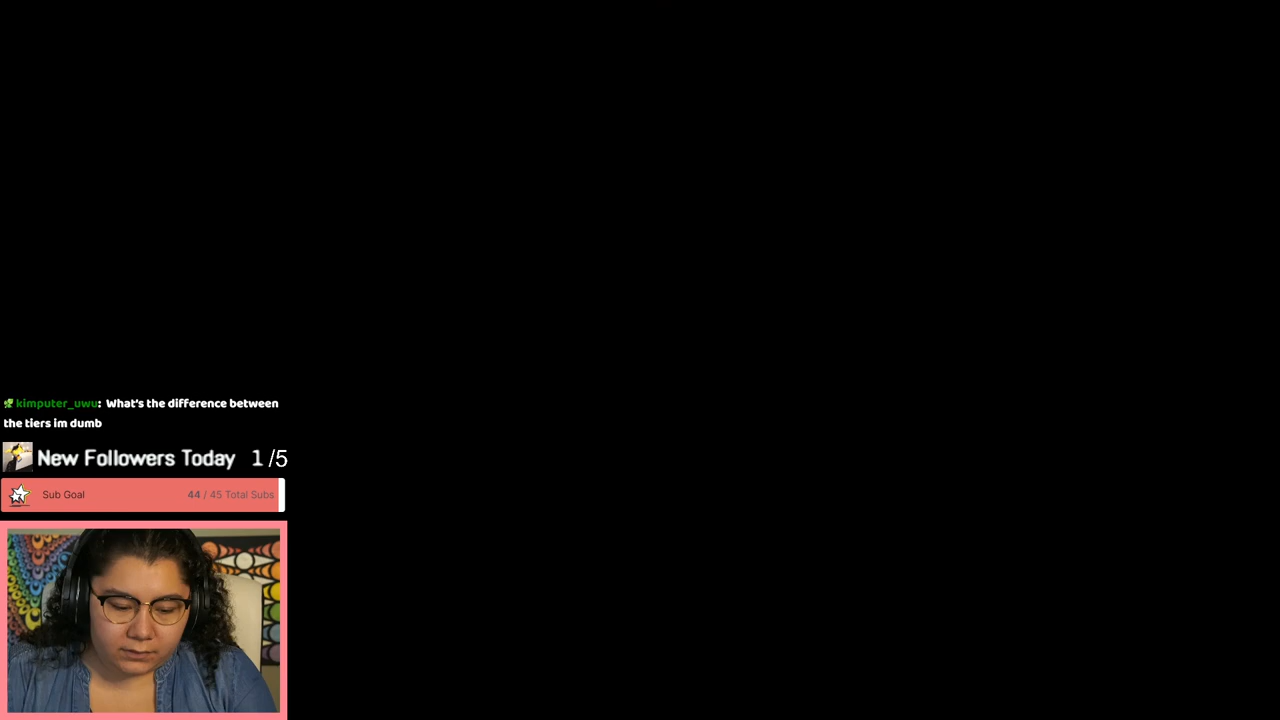 kimputer_uwu: What's the difference between
the tiers im dumb
New Followers Today 1 /5
Sub Goal 44 / 45 Total Subs